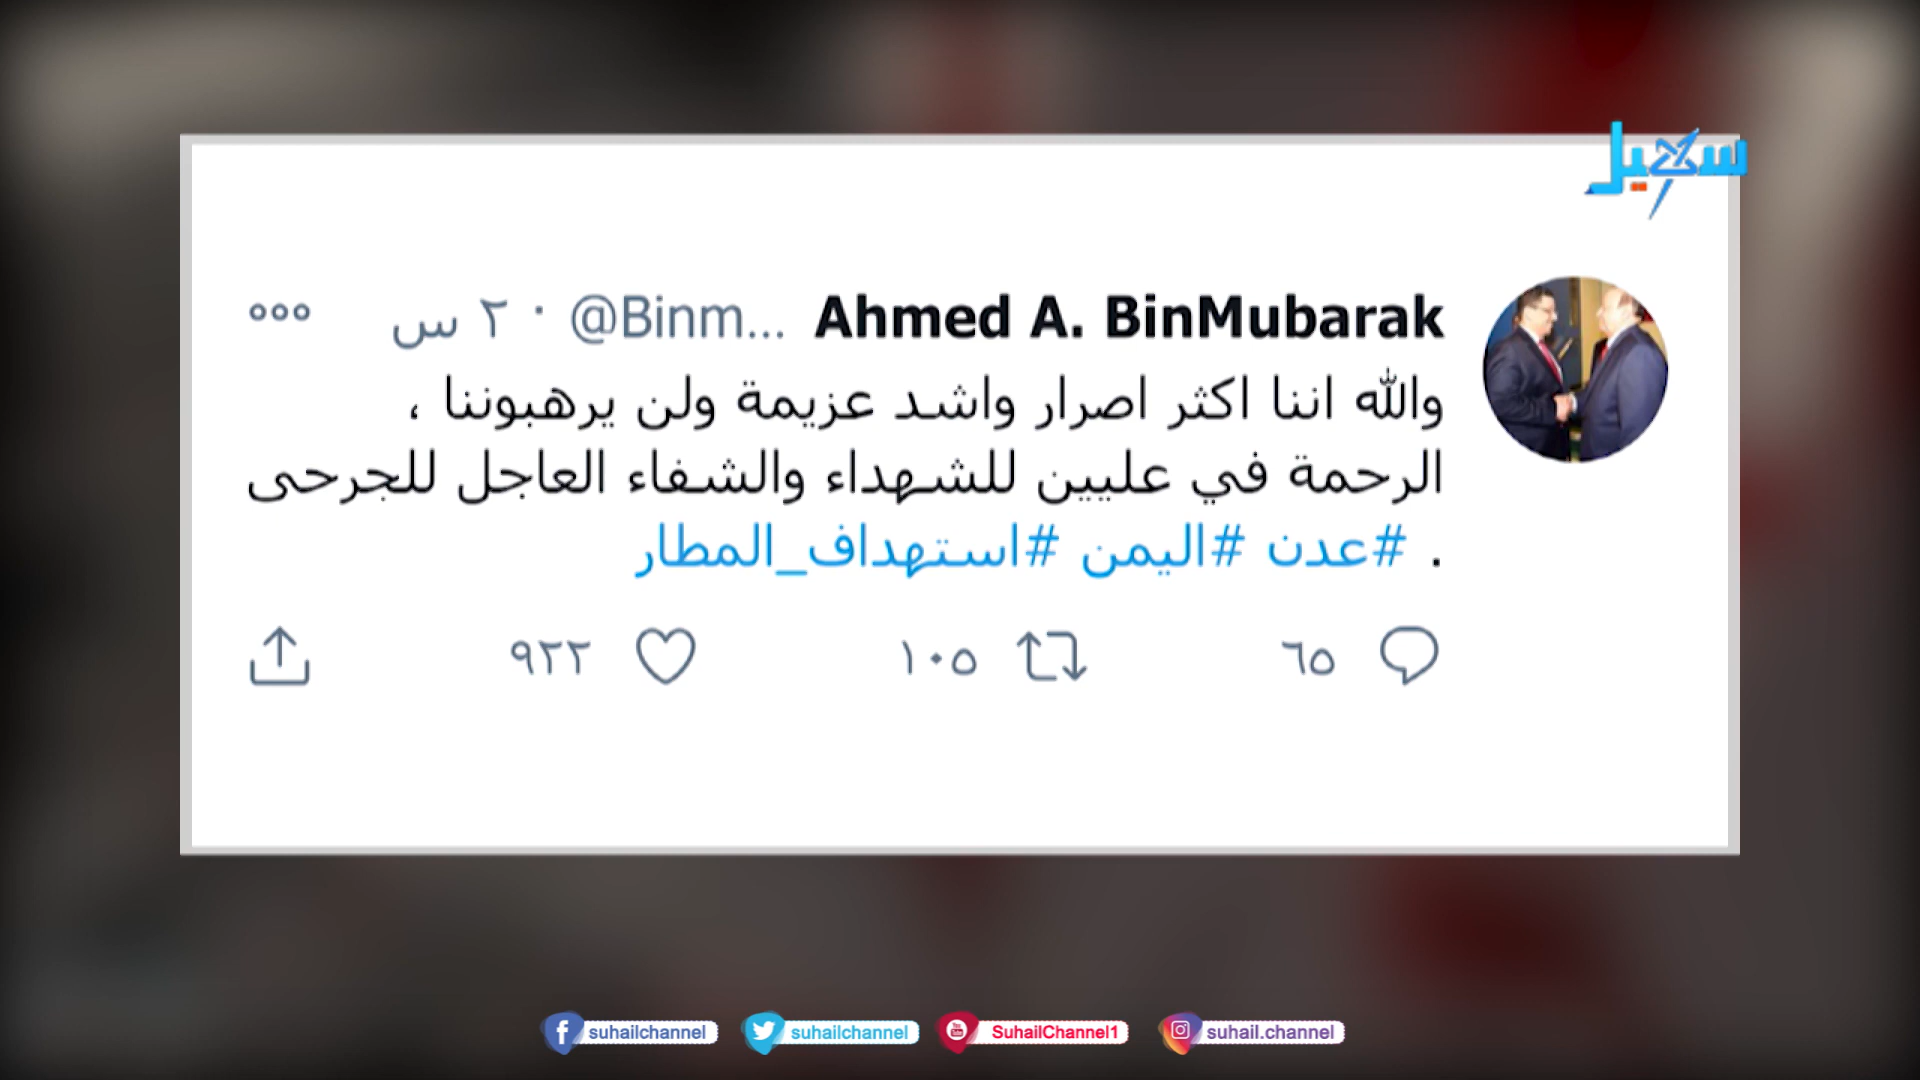 سهيل
Ahmed A. BinMubarak @Binm... · ٢ س
والله اننا اكثر اصرار واشد عزيمة ولن يرهبوننا ،
الرحمة في عليين للشهداء والشفاء العاجل للجرحى
. #عدن #اليمن #استهداف_المطار
٦٥ ١٠٥ ٩٢٢
suhailchannel suhailchannel SuhailChannel1 suhail.channel